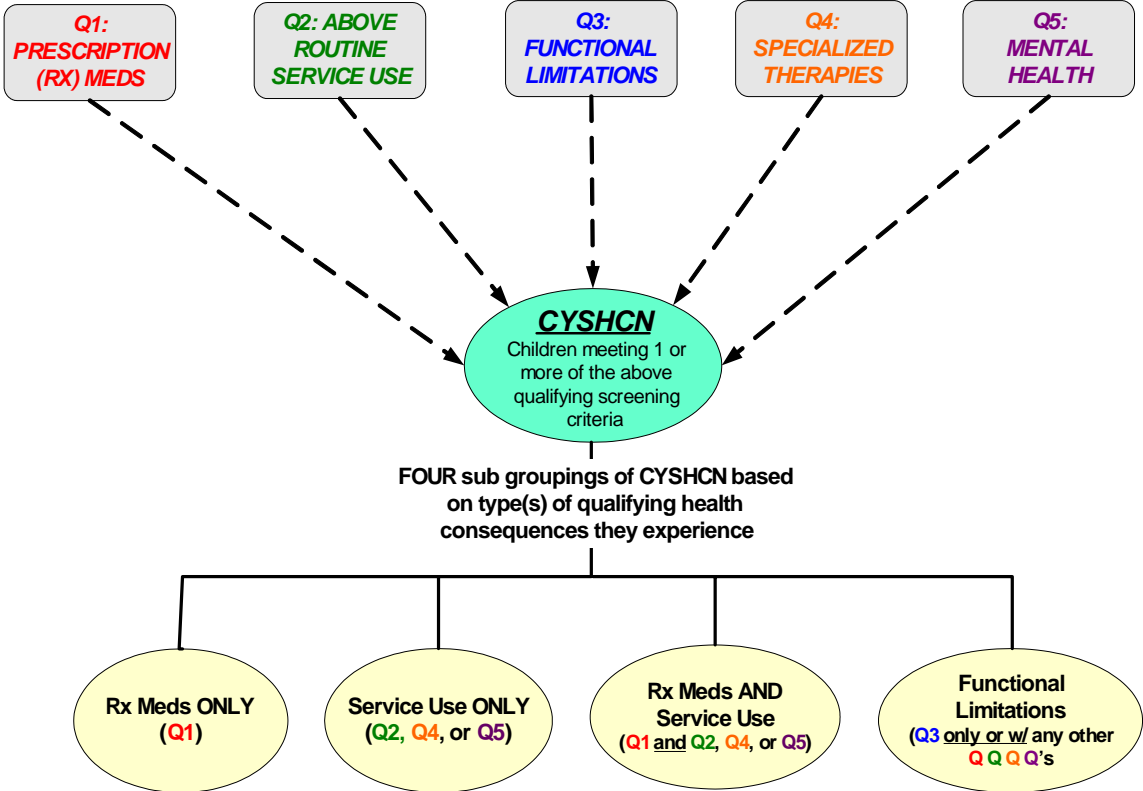 Q1:
PRESCRIPTION
(RX) MEDS
Q2: ABOVE
ROUTINE
SERVICE USE
Q3:
FUNCTIONAL
LIMITATIONS
Q4:
SPECIALIZED
THERAPIES
Q5:
MENTAL
HEALTH
CYSHCN
Children meeting 1 or
more of the above
qualifying screening
criteria
FOUR sub groupings of CYSHCN based
on type(s) of qualifying health
consequences they experience
Rx Meds ONLY
(Q1)
Service Use ONLY
(Q2, Q4, or Q5)
Rx Meds AND
Service Use
(Q1 and Q2, Q4, or Q5)
Functional
Limitations
(Q3 only or w/ any other
Q Q Q Q's